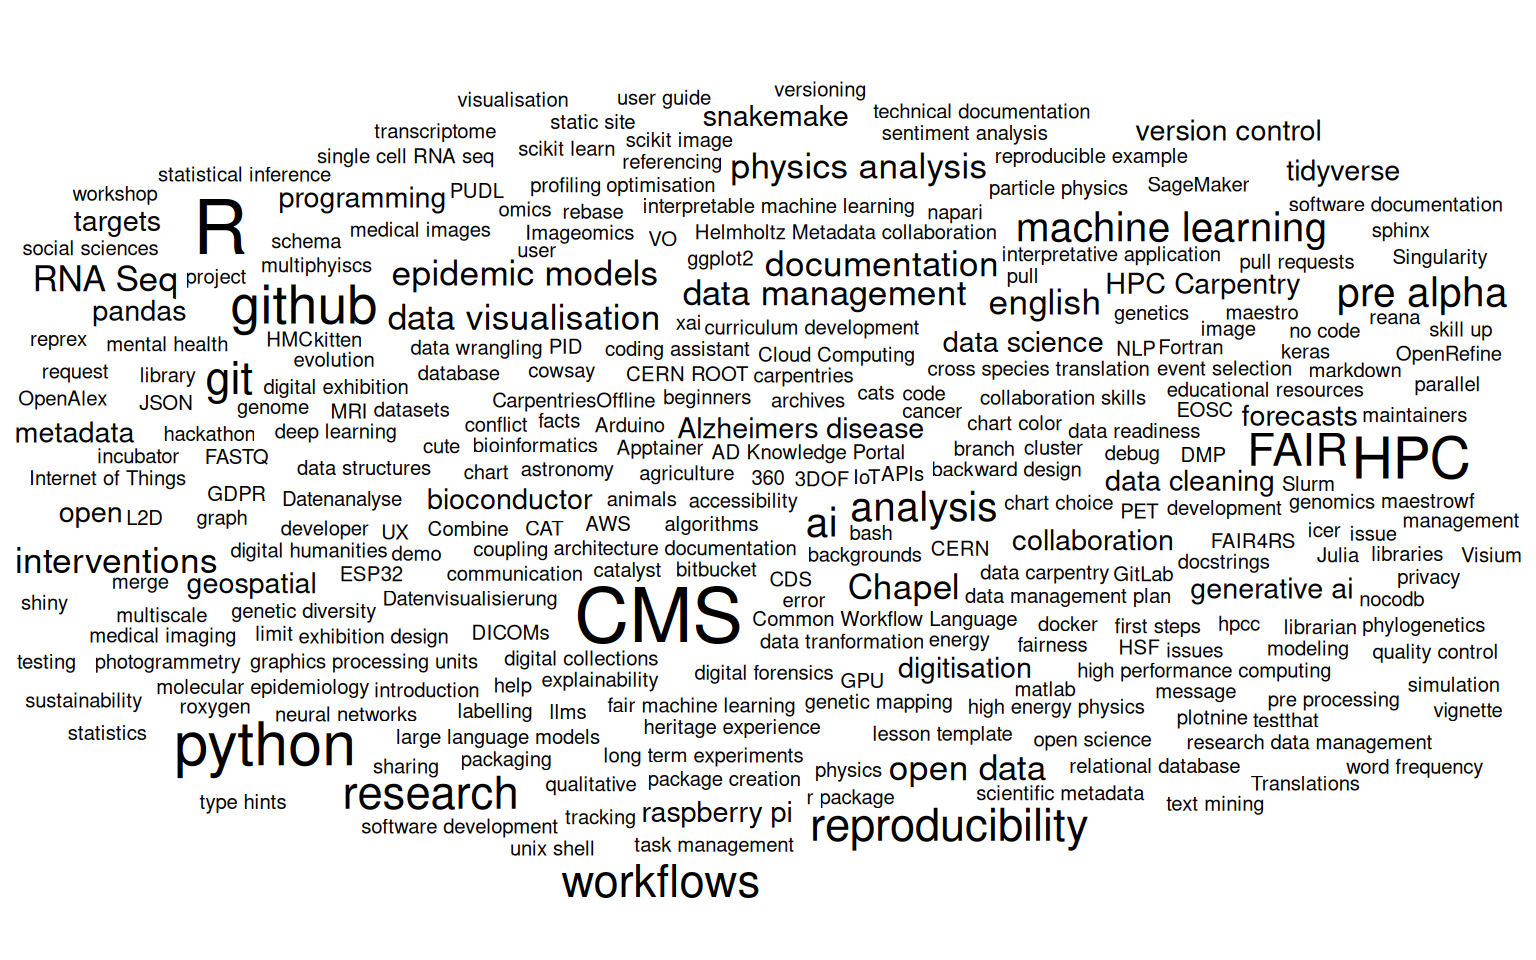 versioning
visualisation
user guide
technical documentation
snakemake
static site
transcriptome
sentiment analysis
version control
scikit image
scikit learn
single cell RNA seq
referencing
physics analysis
reproducible example
statistical inference
tidyverse
workshop
programming
PUDL
profiling optimisation
particle physics
SageMaker
targets
R
omics
rebase
interpretable machine learning
napari
software documentation
social sciences
schema
medical images
Imageomics
VO
Helmholtz Metadata collaboration
machine learning
sphinx
user
RNA Seq
project
multiphyiscs
epidemic models
ggplot2
documentation
interpretative application
pull requests
Singularity
pull
pandas
github
data visualisation
data management
english
HPC Carpentry
pre alpha
genetics
maestro
reana
xai
curriculum development
image
no code
skill up
reprex
mental health
HMC
kitten
data wrangling
PID
coding assistant
Cloud Computing
data science
NLP
Fortran
keras
OpenRefine
evolution
request
library
git
digital exhibition
database
cowsay
CERN ROOT
carpentries
cross species translation
event selection
markdown
parallel
OpenAlex
JSON
genome
MRI
datasets
CarpentriesOffline
beginners
archives
cats
code
collaboration skills
educational resources
cancer
EOSC
forecasts
maintainers
metadata
hackathon
deep learning
conflict
facts
Arduino
Alzheimers disease
chart color
data readiness
incubator
FASTQ
cute
bioinformatics
Apptainer
AD Knowledge Portal
branch
cluster
debug
DMP
FAIR
HPC
Internet of Things
data structures
chart
astronomy
agriculture
360
3DOF
IoT
APIs
backward design
data cleaning
Slurm
GDPR
Datenanalyse
bioconductor
animals
accessibility
analysis
chart choice
PET
development
genomics
maestrowf
open
L2D
graph
developer
UX
Combine
CAT
AWS
algorithms
ai
bash
management
interventions
digital humanities
demo
coupling
architecture documentation
backgrounds
CERN
collaboration
FAIR4RS
icer
issue
docstrings
Julia
libraries
Visium
merge
geospatial
ESP32
communication
catalyst
bitbucket
CDS
Chapel
data carpentry
GitLab
generative ai
privacy
shiny
Datenvisualisierung
CMS
error
data management plan
nocodb
multiscale
genetic diversity
Common Workflow Language
docker
first steps
hpcc
librarian
phylogenetics
medical imaging
limit
exhibition design
DICOMs
data tranformation
energy
fairness
HSF
issues
modeling
quality control
testing
photogrammetry
graphics processing units
digital collections
digital forensics
GPU
digitisation
high performance computing
sustainability
molecular epidemiology
introduction
help
explainability
matlab
message
simulation
roxygen
neural networks
labelling
llms
fair machine learning
genetic mapping
high energy physics
pre processing
vignette
plotnine
testthat
statistics
python
large language models
heritage experience
lesson template
open science
research data management
sharing
packaging
long term experiments
physics
open data
relational database
word frequency
type hints
research
qualitative
package creation
r package
scientific metadata
Translations
text mining
software development
tracking
raspberry pi
reproducibility
unix shell
task management
workflows